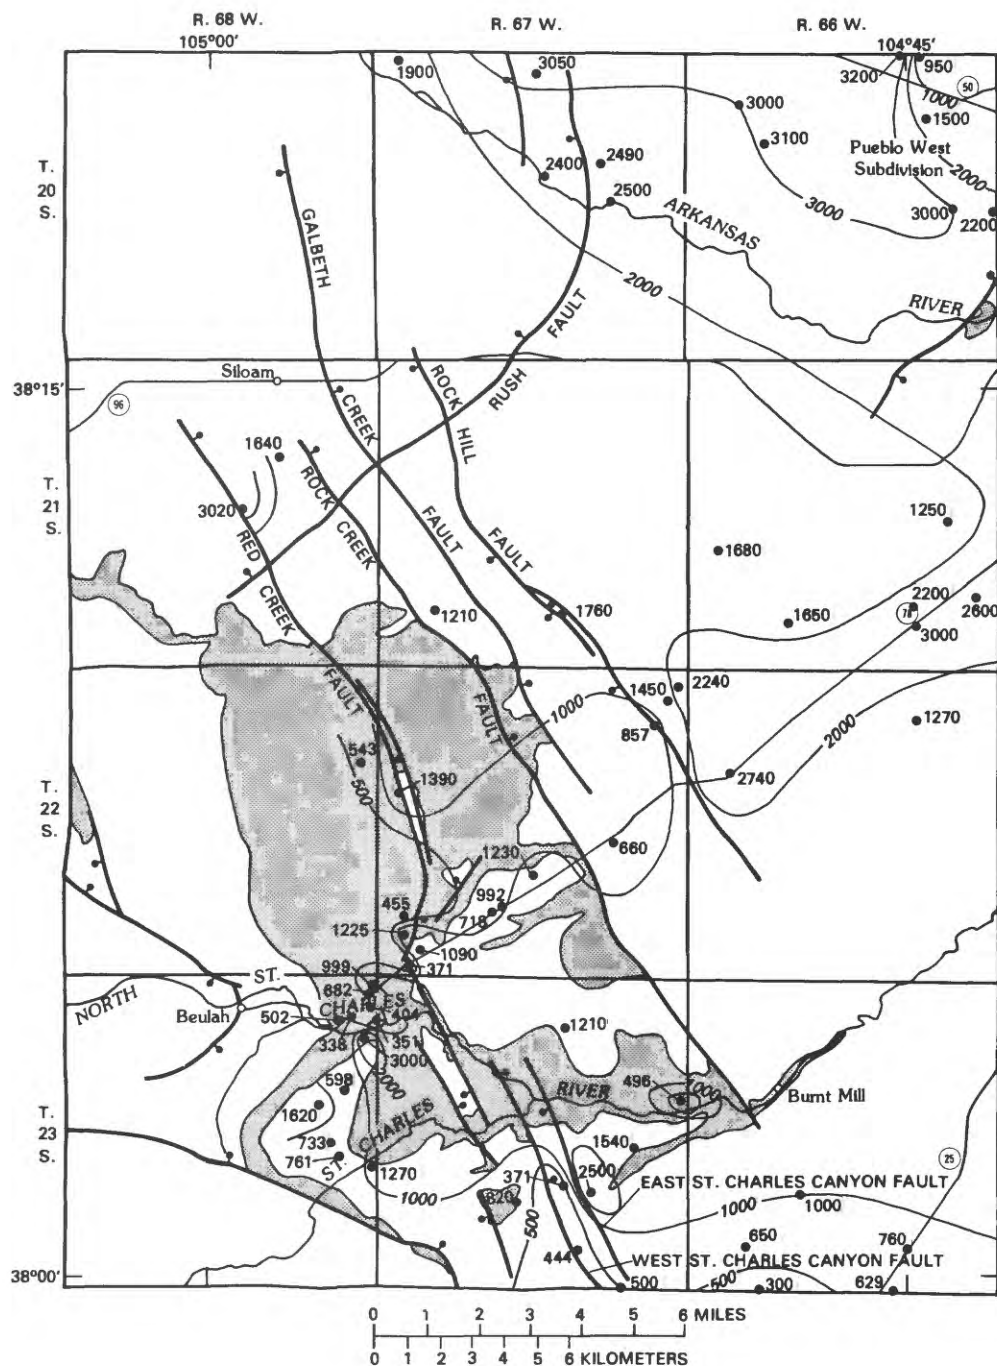 R. 68 W.
R. 67 W.
R. 66 W.
105°00'
104°45'
1900
3050
3200
950
1000
50
3000
1500
3100
Pueblo West
Subdivision
T.
20
S.
2400
2490
2500
2000
3000
3000
2200
ARKANSAS
RIVER
2000
GALBETH
CREEK
FAULT
RUSH
FAULT
38°15'
Siloam
96
ROCK
HILL
FAULT
1640
3020
T.
21
S.
ROCK
CREEK
FAULT
RED
CREEK
FAULT
1250
1680
1210
1760
1650
2200
78
2600
3000
2240
1450
1000
857
1270
2000
543
500
1390
2740
T.
22
S.
1230
660
992
718
455
1225
1090
371
999
682
NORTH
ST.
CHARLES
Beulah
502
404
338
351
3000
1000
1210
598
RIVER
496
1000
Burnt Mill
1620
T.
23
S.
733
761
ST. CHARLES
1270
1540
25
371
2500
1000
820
EAST ST. CHARLES CANYON FAULT
1000
1000
500
650
760
444
WEST ST. CHARLES CANYON FAULT
38°00'
500
500
300
629
0 1 2 3 4 5 6 MILES
0 1 2 3 4 5 6 KILOMETERS